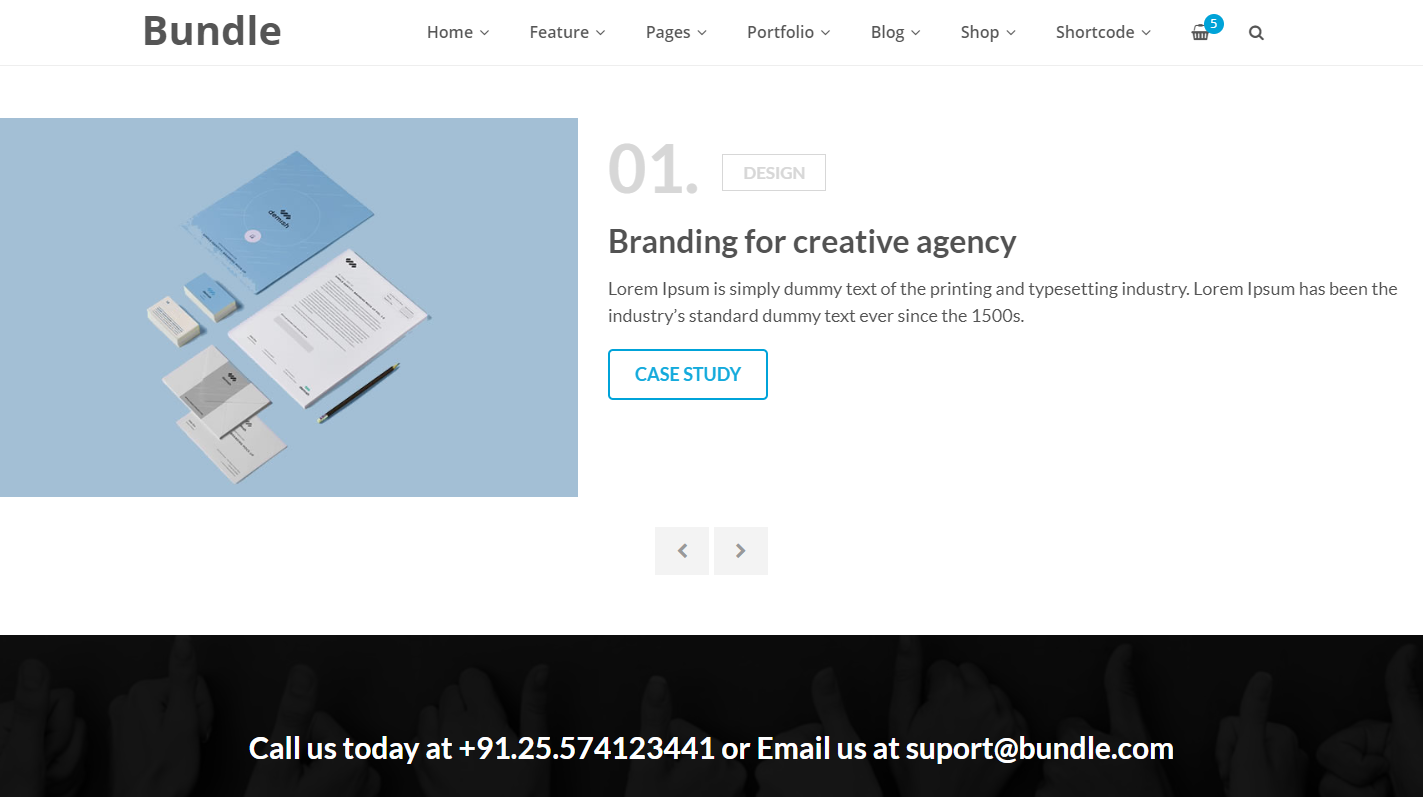 Bundle
Home Feature Pages Portfolio Blog Shop Shortcode 5
demish
01. DESIGN
Branding for creative agency
Lorem Ipsum is simply dummy text of the printing and typesetting industry. Lorem Ipsum has been the
industry’s standard dummy text ever since the 1500s.
CASE STUDY
Call us today at +91.25.574123441 or Email us at suport@bundle.com